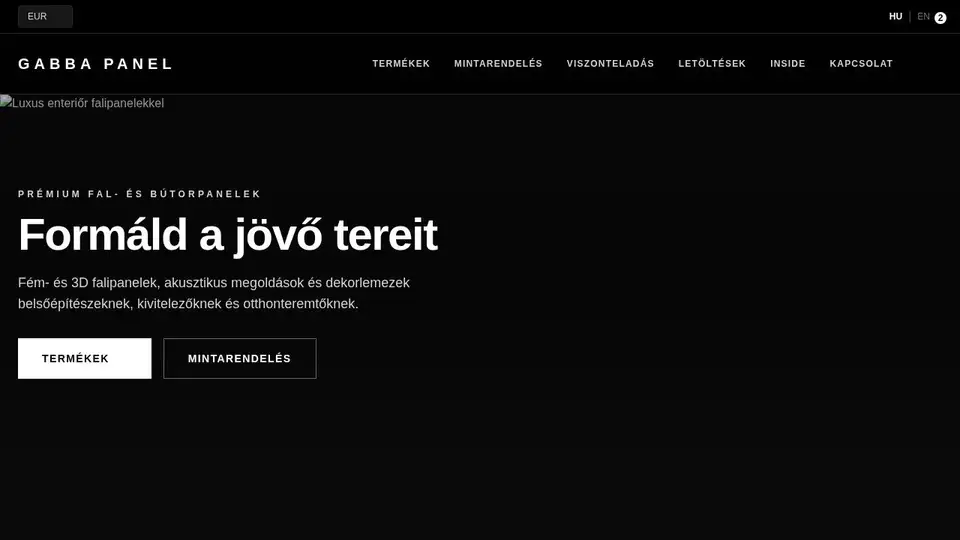 EUR
HU
EN
2
GABBA PANEL
TERMÉKEK
MINTARENDELÉS
VISZONTELADÁS
LETÖLTÉSEK
INSIDE
KAPCSOLAT
Luxus enteriőr falipanelekkel
PRÉMIUM FAL- ÉS BÚTORPANELEK
Formáld a jövő tereit
Fém- és 3D falipanelek, akusztikus megoldások és dekorlemezek
belsőépítészeknek, kivitelezőknek és otthonteremtőknek.
TERMÉKEK
MINTARENDELÉS